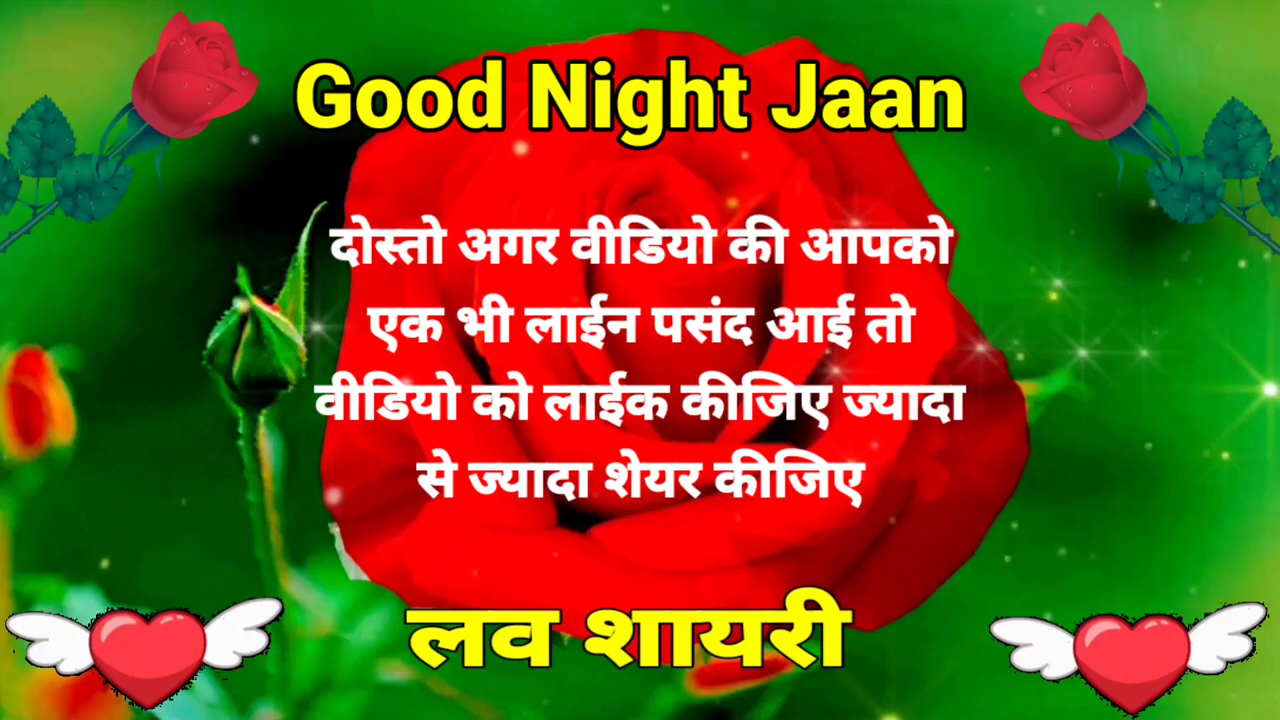 Good Night Jaan
दोस्तो अगर वीडियो की आपको
एक भी लाईन पसंद आई तो
वीडियो को लाईक कीजिए ज्यादा
से ज्यादा शेयर कीजिए
लव शायरी